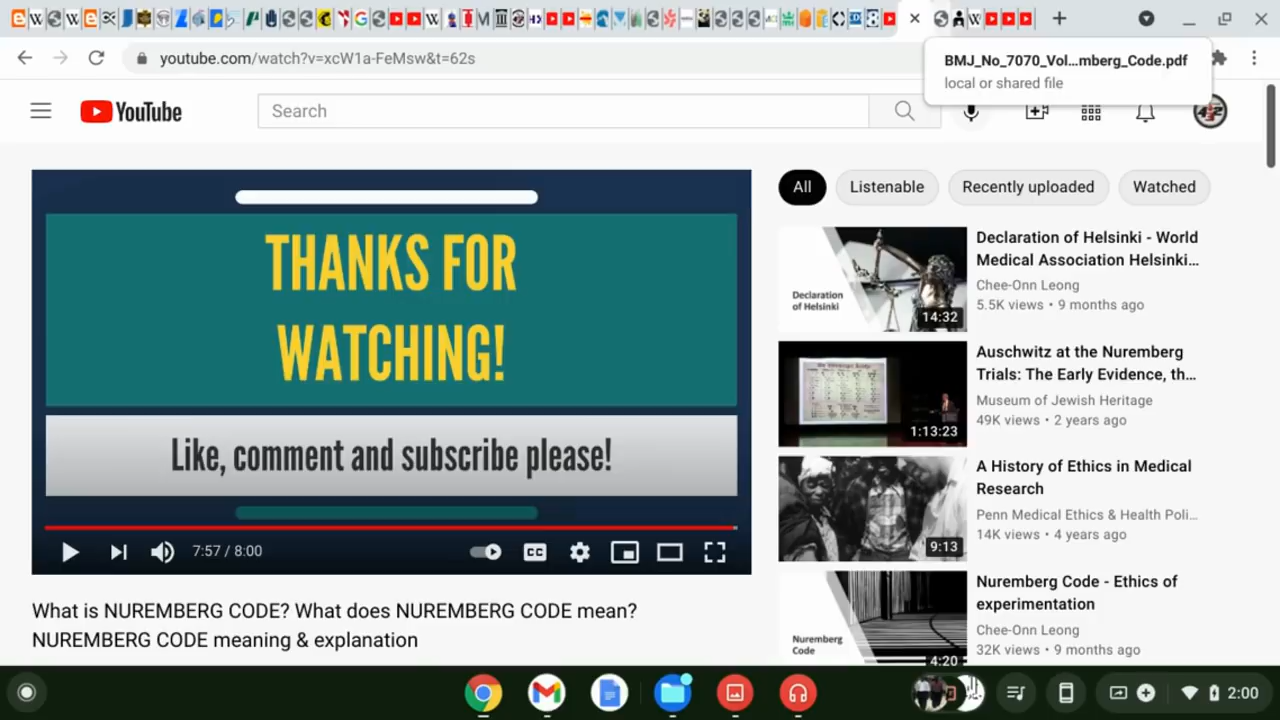 youtube.com/watch?v=xcW1a-FeMsw&t=62s
BMJ_No_7070_Vol...mberg_Code.pdf
local or shared file
YouTube
Search
THANKS FOR
WATCHING!
Like, comment and subscribe please!
7:57 / 8:00
CC
What is NUREMBERG CODE? What does NUREMBERG CODE mean?
NUREMBERG CODE meaning & explanation
All
Listenable
Recently uploaded
Watched
Declaration
of Helsinki
14:32
Declaration of Helsinki - World
Medical Association Helsinki...
Chee-Onn Leong
5.5K views • 9 months ago
1:13:23
Auschwitz at the Nuremberg
Trials: The Early Evidence, th...
Museum of Jewish Heritage
49K views • 2 years ago
9:13
A History of Ethics in Medical
Research
Penn Medical Ethics & Health Poli...
14K views • 4 years ago
Nuremberg
Code
4:20
Nuremberg Code - Ethics of
experimentation
Chee-Onn Leong
32K views • 9 months ago
2:00